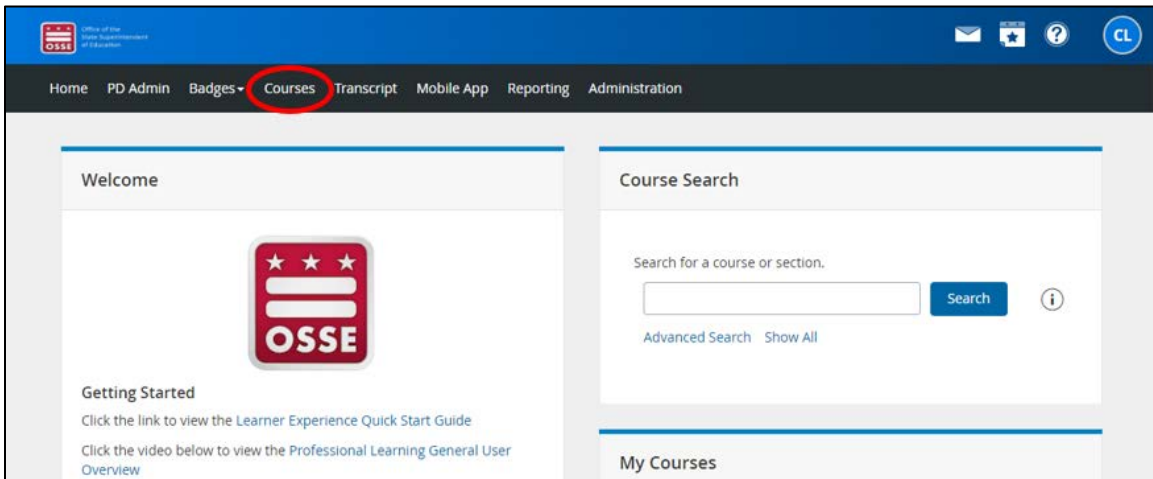 OSSE
Office of the
State Superintendent
of Education
CL
Home PD Admin Badges Courses Transcript Mobile App Reporting Administration
Welcome
OSSE
Getting Started
Click the link to view the Learner Experience Quick Start Guide
Click the video below to view the Professional Learning General User
Overview
Course Search
Search for a course or section.
Search
Advanced Search Show All
My Courses